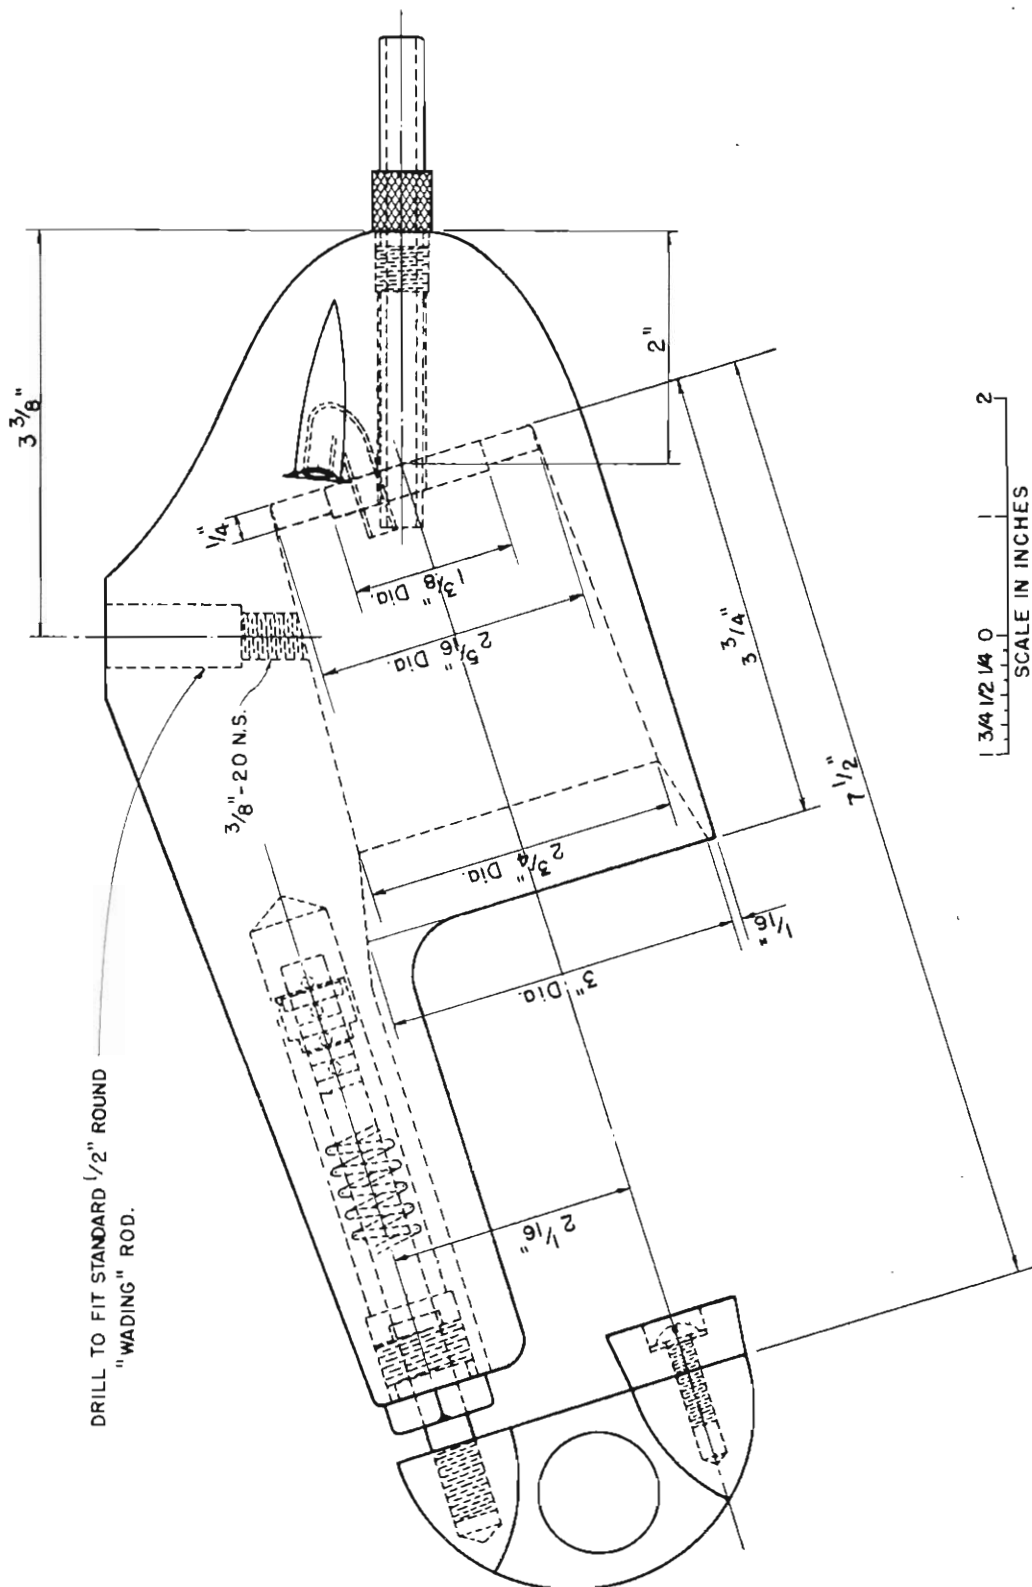 3 3/8"
2"
1/4"
1 3/8" Dia.
2 5/16" Dia.
3/8"-20 N.S.
3 3/4"
7 1/2"
2 3/4" Dia.
1/16"
3" Dia.
2 1/16"
DRILL TO FIT STANDARD 1/2" ROUND
"WADING" ROD.
1 3/4 1/2 1/4 0 1 2
SCALE IN INCHES